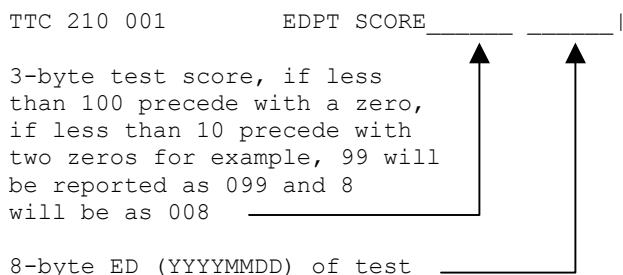 TTC 210 001 EDPT SCORE______ ______|
3-byte test score, if less
than 100 precede with a zero,
if less than 10 precede with
two zeros for example, 99 will
be reported as 099 and 8
will be as 008
8-byte ED (YYYYMMDD) of test